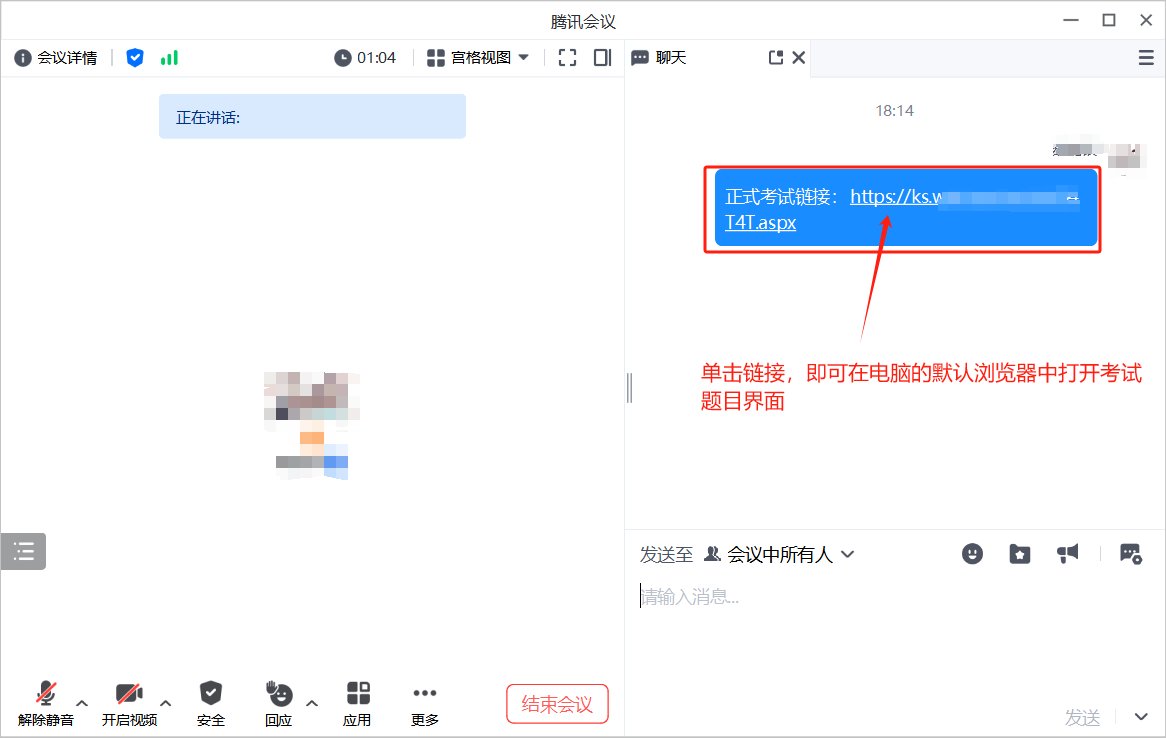 腾讯会议
会议详情
01:04
宫格视图
聊天
正在讲话:
18:14
正式考试链接：https://ks.w
T4T.aspx
单击链接，即可在电脑的默认浏览器中打开考试
题目界面
发送至 会议中所有人
请输入消息...
解除静音
开启视频
安全
回应
应用
更多
结束会议
发送